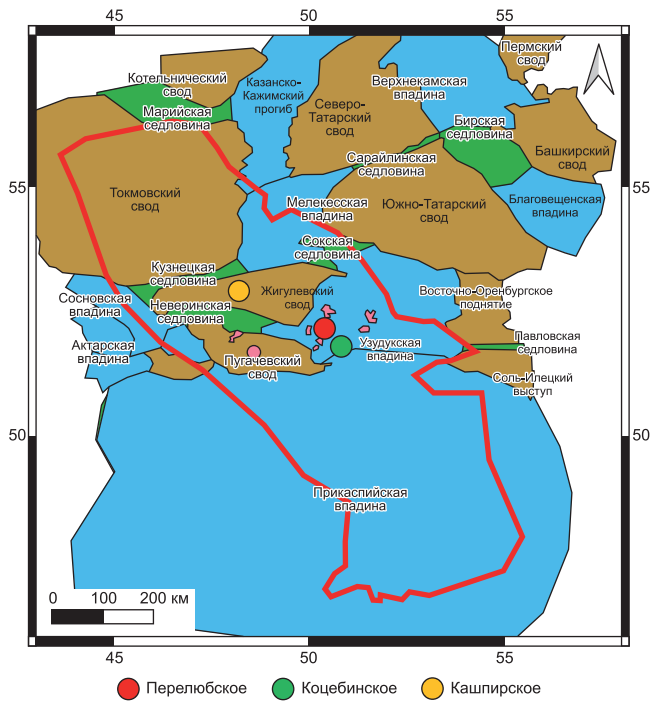 45 50 55
Пермский
свод
Котельнический
свод
Казанско-
Кажимский
прогиб
Верхнекамская
впадина
Северо-
Татарский
свод
Марийская
седловина
Бирская
седловина
Башкирский
свод
Сарайлинская
седловина
55 55
Токмовский
свод
Мелекесская
впадина
Южно-Татарский
свод
Благовещенская
впадина
Сокская
седловина
Кузнецкая
седловина
Жигулевский
свод
Восточно-Оренбургское
поднятие
Сосновская
впадина
Неверинская
седловина
Актарская
впадина
Узудукская
впадина
Павловская
седловина
Пугачевский
свод
Соль-Илецкий
выступ
50 50
Прикаспийская
впадина
0 100 200 км
45 50 55
Перелюбское Коцебинское Кашпирское